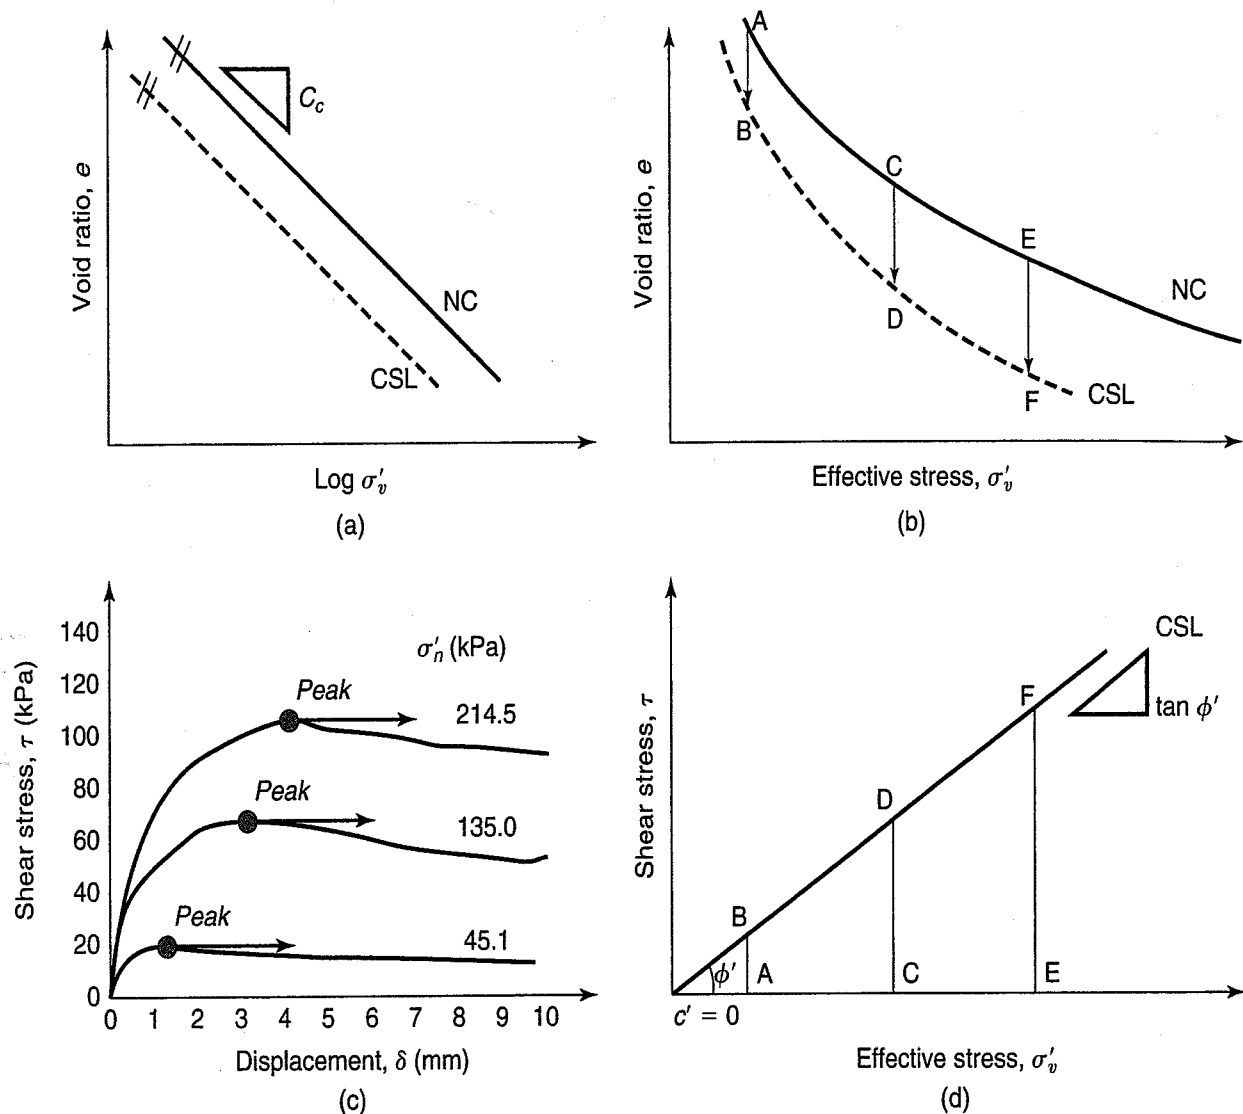 Void ratio, e
C_c
NC
CSL
Log σ′_v
(a)
Void ratio, e
A
B
C
D
E
F
NC
CSL
Effective stress, σ′_v
(b)
Shear stress, τ (kPa)
140
120
100
80
60
40
20
0
σ′_n (kPa)
Peak
214.5
Peak
135.0
Peak
45.1
0 1 2 3 4 5 6 7 8 9 10
Displacement, δ (mm)
(c)
Shear stress, τ
CSL
tan ϕ′
F
D
B
ϕ′
A
C
E
c′ = 0
Effective stress, σ′_v
(d)